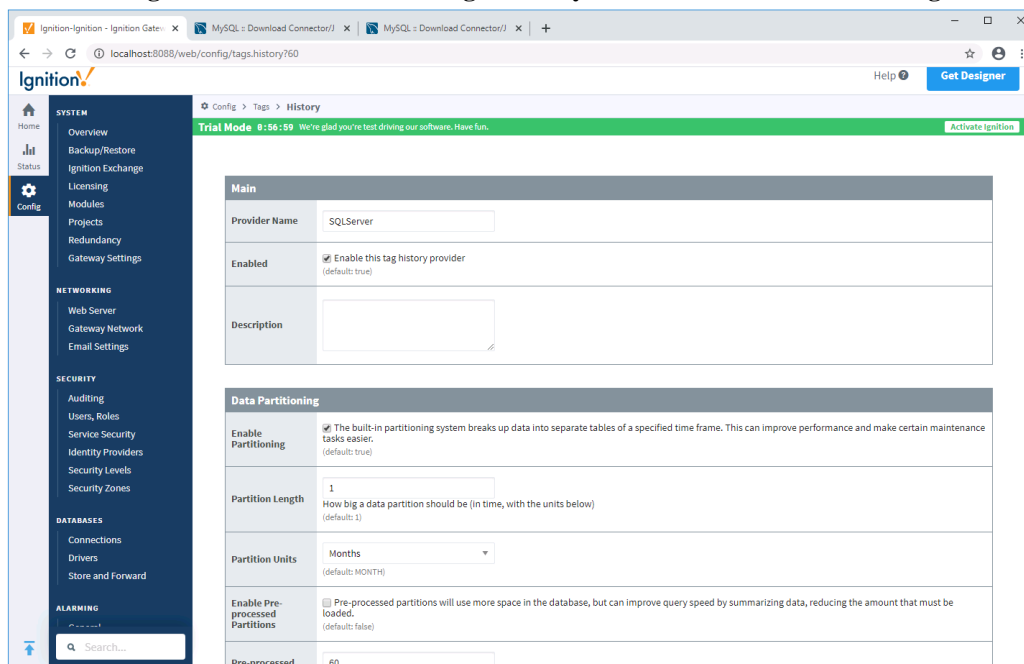 Ignition-Ignition - Ignition Gatew
MySQL :: Download Connector/J
MySQL :: Download Connector/J
localhost:8088/web/config/tags.history?60
Ignition!
Help
Get Designer
Home
Status
Config
SYSTEM
Overview
Backup/Restore
Ignition Exchange
Licensing
Modules
Projects
Redundancy
Gateway Settings
NETWORKING
Web Server
Gateway Network
Email Settings
SECURITY
Auditing
Users, Roles
Service Security
Identity Providers
Security Levels
Security Zones
DATABASES
Connections
Drivers
Store and Forward
ALARMING
General
Search...
Config > Tags > History
Trial Mode 0:56:59 We're glad you're test driving our software. Have fun.
Activate Ignition
Main
Provider Name
SQLServer
Enabled
Enable this tag history provider
(default: true)
Description
Data Partitioning
Enable
Partitioning
The built-in partitioning system breaks up data into separate tables of a specified time frame. This can improve performance and make certain maintenance
tasks easier.
(default: true)
Partition Length
1
How big a data partition should be (in time, with the units below)
(default: 1)
Partition Units
Months
(default: MONTH)
Enable Pre-
processed
Partitions
Pre-processed partitions will use more space in the database, but can improve query speed by summarizing data, reducing the amount that must be
loaded.
(default: false)
Pre-processed
60